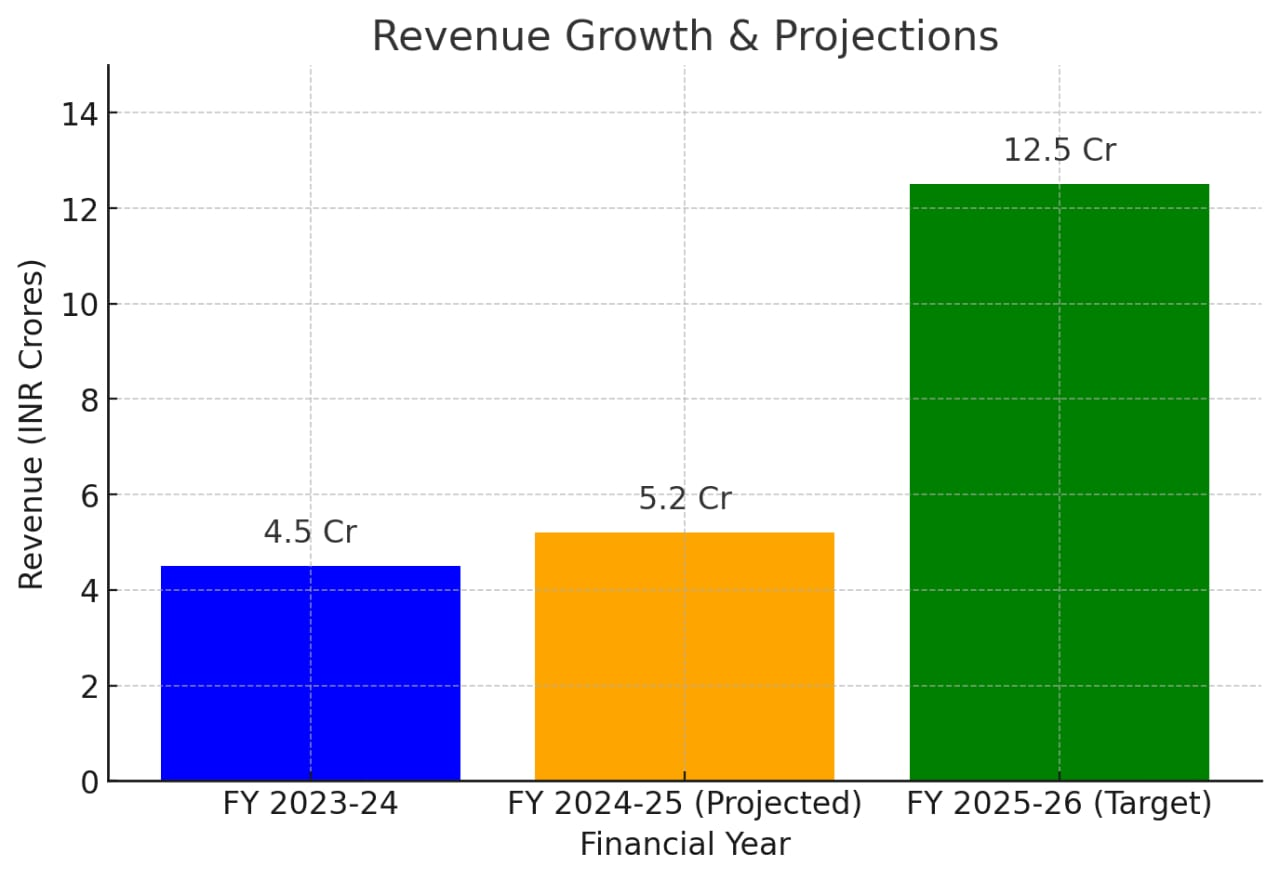 Revenue Growth & Projections
Revenue (INR Crores)
14
12
10
8
6
4
2
0
4.5 Cr
5.2 Cr
12.5 Cr
FY 2023-24
FY 2024-25 (Projected)
FY 2025-26 (Target)
Financial Year